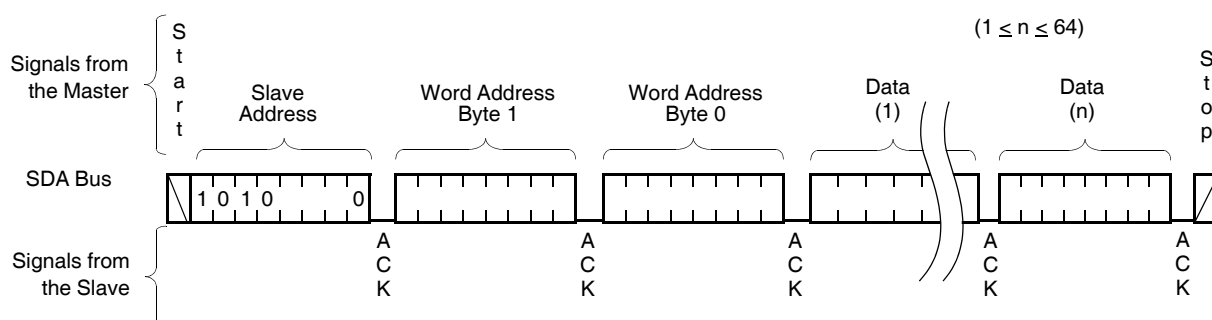 Start
(1 ≤ n ≤ 64)
Stop
Signals from
the Master
Slave
Address
Word Address
Byte 1
Word Address
Byte 0
Data
(1)
Data
(n)
SDA Bus
1 0 1 0 0
ACK
ACK
ACK
ACK
ACK
Signals from
the Slave